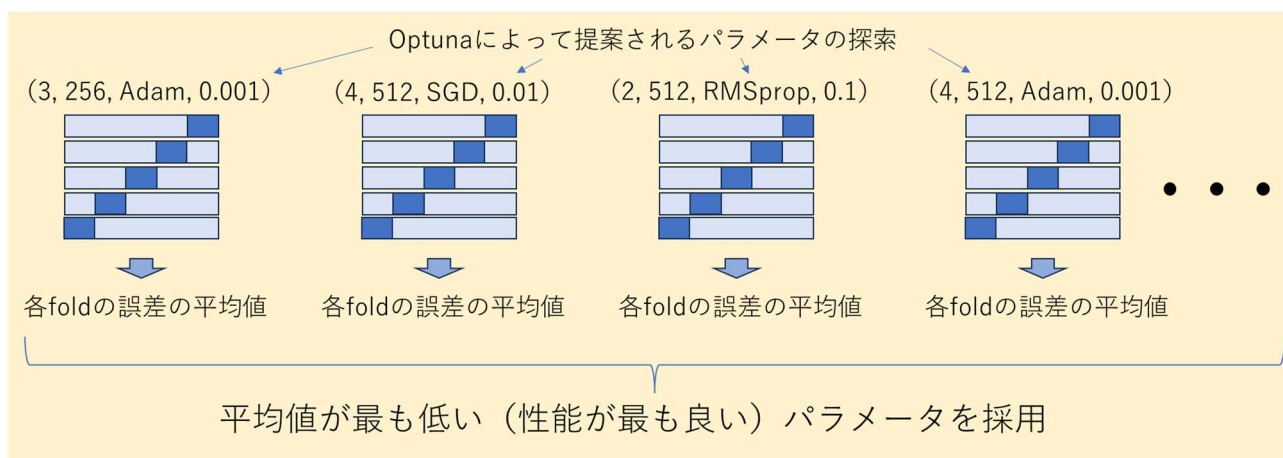 Optunaによって提案されるパラメータの探索
(3, 256, Adam, 0.001)
(4, 512, SGD, 0.01)
(2, 512, RMSprop, 0.1)
(4, 512, Adam, 0.001)
各foldの誤差の平均値
各foldの誤差の平均値
各foldの誤差の平均値
各foldの誤差の平均値
平均値が最も低い（性能が最も良い）パラメータを採用